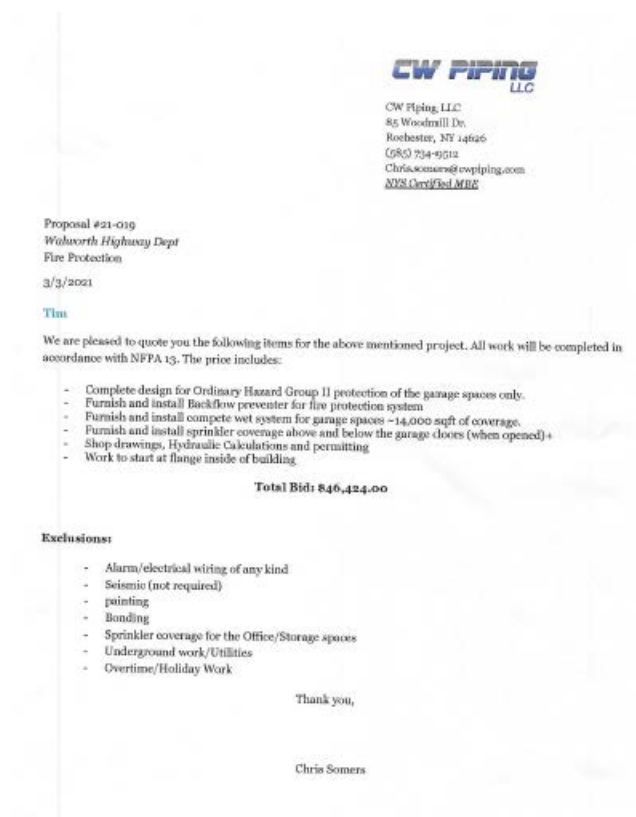 CW PIPING
LLC
CW Piping, LLC
85 Woodmill Dr.
Rochester, NY 14626
(585) 734-9512
Chris.somers@cwpiping.com
NYS Certified MBE
Proposal #21-019
Walworth Highway Dept
Fire Protection
3/3/2021
Tim
We are pleased to quote you the following items for the above mentioned project. All work will be completed in
accordance with NFPA 13. The price includes:
- Complete design for Ordinary Hazard Group II protection of the garage spaces only.
- Furnish and install Backflow preventer for fire protection system
- Furnish and install compete wet system for garage spaces ~14,000 sqft of coverage.
- Furnish and install sprinkler coverage above and below the garage doors (when opened)+
- Shop drawings, Hydraulic Calculations and permitting
- Work to start at flange inside of building
Total Bid: $46,424.00
Exclusions:
- Alarm/electrical wiring of any kind
- Seismic (not required)
- painting
- Bonding
- Sprinkler coverage for the Office/Storage spaces
- Underground work/Utilities
- Overtime/Holiday Work
Thank you,
Chris Somers